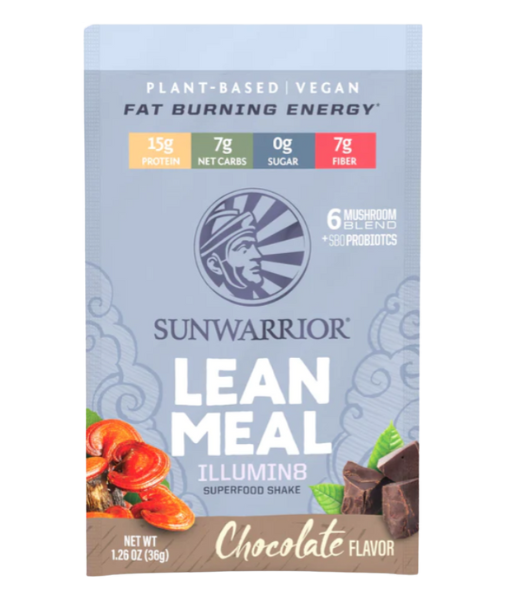 PLANT-BASED | VEGAN
FAT BURNING ENERGY*
15g PROTEIN
7g NET CARBS
0g SUGAR
7g FIBER
6 MUSHROOM BLEND
+SBO PROBIOTCS
SUNWARRIOR®
LEAN
MEAL
ILLUMIN8
SUPERFOOD SHAKE
NET WT
1.26 OZ (36g)
Chocolate FLAVOR